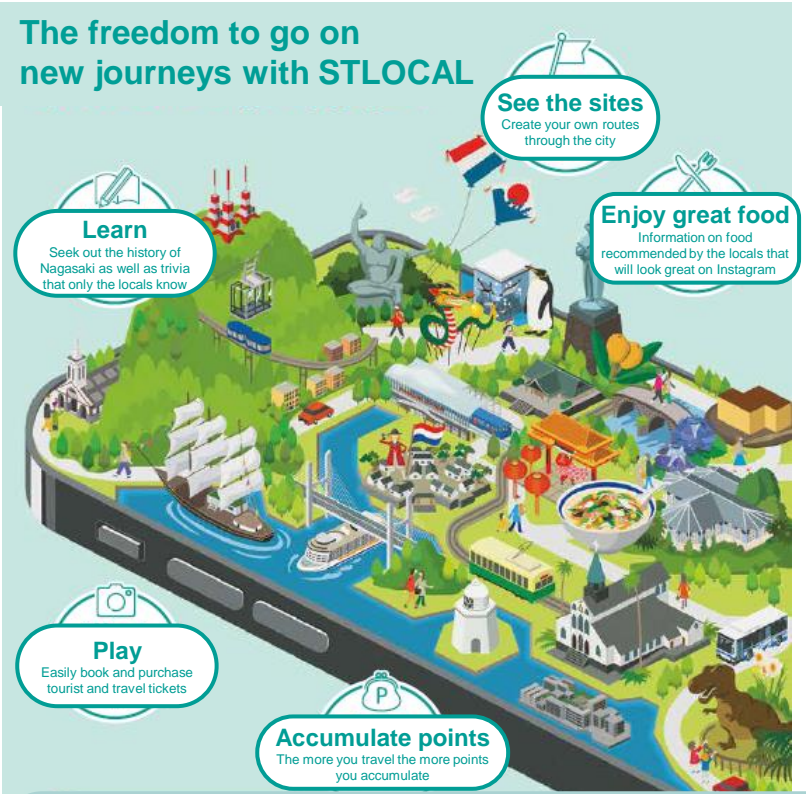 The freedom to go on
new journeys with STLOCAL
See the sites
Create your own routes
through the city
Enjoy great food
Information on food
recommended by the locals that
will look great on Instagram
Learn
Seek out the history of
Nagasaki as well as trivia
that only the locals know
Play
Easily book and purchase
tourist and travel tickets
P
Accumulate points
The more you travel the more points
you accumulate